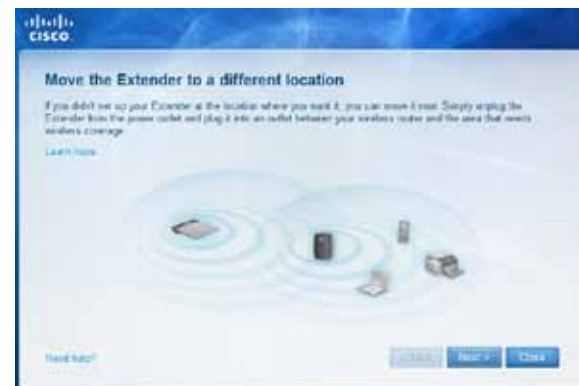 CISCO
Move the Extender to a different location
If you didn't set up your Extender at the location where you want it, you can move it now. Simply unplug the
Extender from the power outlet and plug it into an outlet between your wireless router and the area that needs
wireless coverage.
Learn more
Need help?
Next
Close